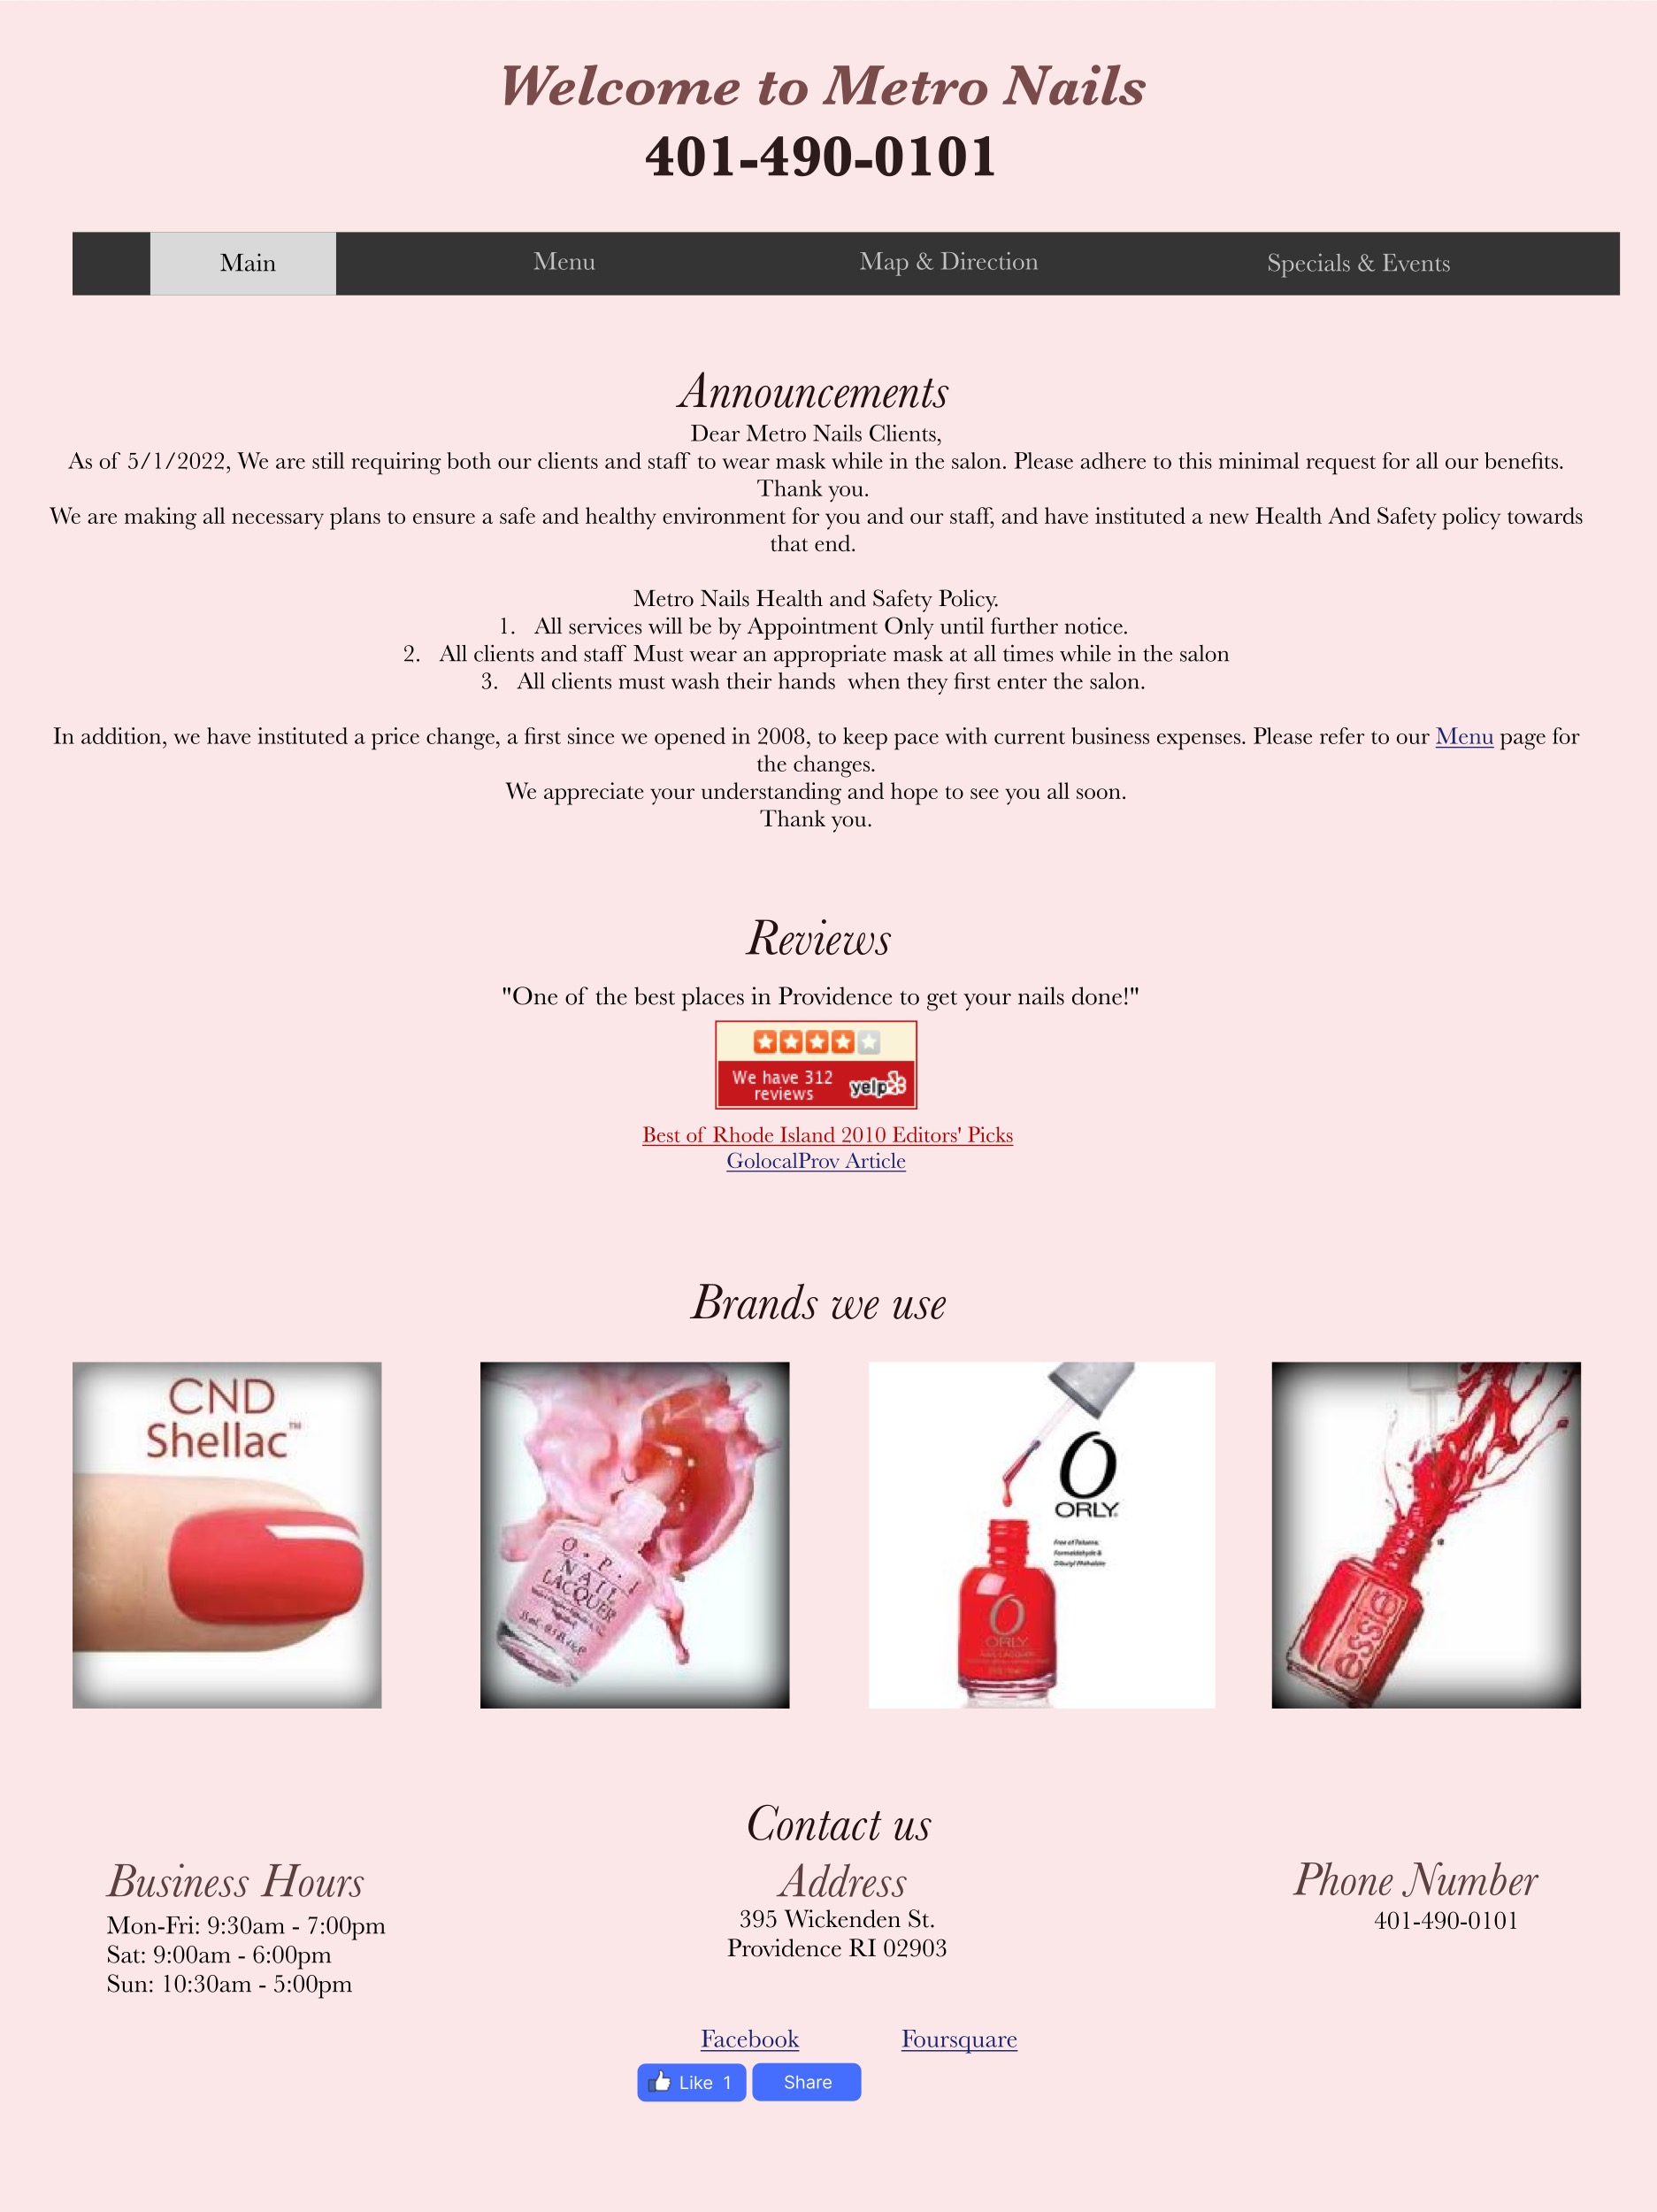 Welcome to Metro Nails
401-490-0101
Main Menu Map & Direction Specials & Events
Announcements
Dear Metro Nails Clients,
As of 5/1/2022, We are still requiring both our clients and staff to wear mask while in the salon. Please adhere to this minimal request for all our benefits.
Thank you.
We are making all necessary plans to ensure a safe and healthy environment for you and our staff, and have instituted a new Health And Safety policy towards
that end.
Metro Nails Health and Safety Policy.
1. All services will be by Appointment Only until further notice.
2. All clients and staff Must wear an appropriate mask at all times while in the salon
3. All clients must wash their hands when they first enter the salon.
In addition, we have instituted a price change, a first since we opened in 2008, to keep pace with current business expenses. Please refer to our Menu page for
the changes.
We appreciate your understanding and hope to see you all soon.
Thank you.
Reviews
"One of the best places in Providence to get your nails done!"
We have 312
reviews
yelp
Best of Rhode Island 2010 Editors' Picks
GolocalProv Article
Brands we use
CND
Shellac™
O.P.I
NAIL
LACQUER
O
ORLY
Free of Toluene,
Formaldehyde &
Dibutyl Phthalate
O
ORLY
NAIL LACQUER
essie
Contact us
Business Hours
Mon-Fri: 9:30am - 7:00pm
Sat: 9:00am - 6:00pm
Sun: 10:30am - 5:00pm
Address
395 Wickenden St.
Providence RI 02903
Phone Number
401-490-0101
Facebook Foursquare
Like 1 Share